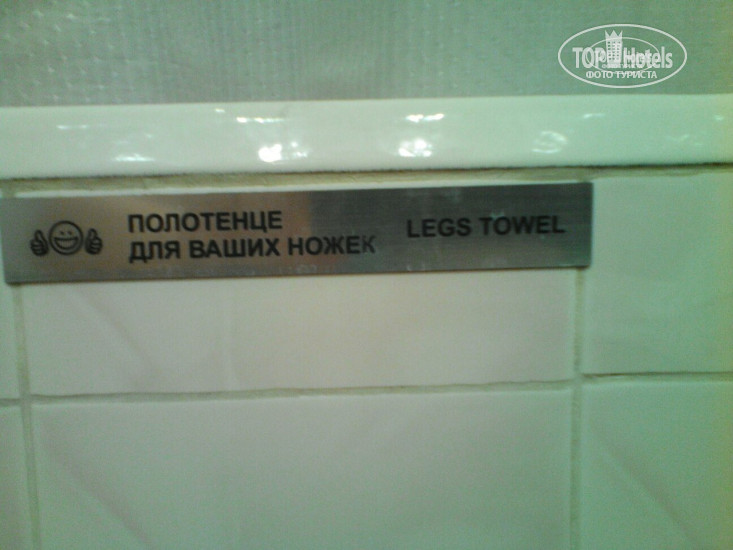 TOP Hotels
ФОТО ТУРИСТА
ПОЛОТЕНЦЕ
ДЛЯ ВАШИХ НОЖЕК
LEGS TOWEL